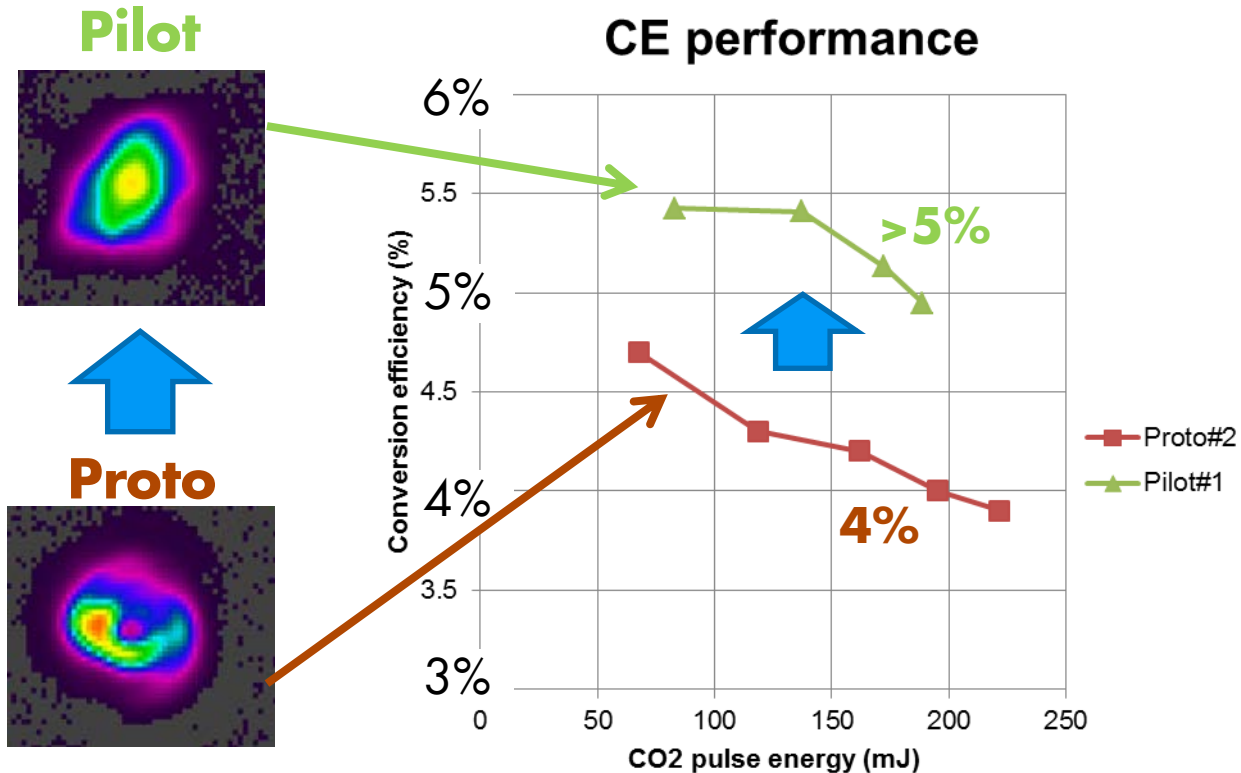 Pilot
CE performance
6%
5.5
>5%
5%
4.5
Proto
4%
4%
3.5
3%
0
50
100
150
200
250
CO2 pulse energy (mJ)
Conversion efficiency (%)
Proto#2
Pilot#1